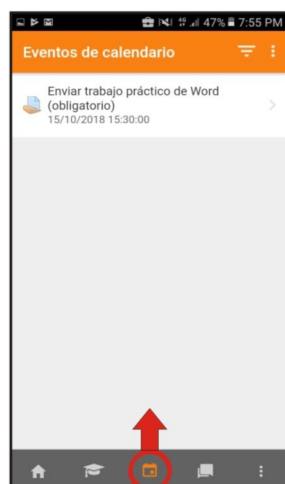 47% 7:55 PM
Eventos de calendario
Enviar trabajo práctico de Word
(obligatorio)
15/10/2018 15:30:00